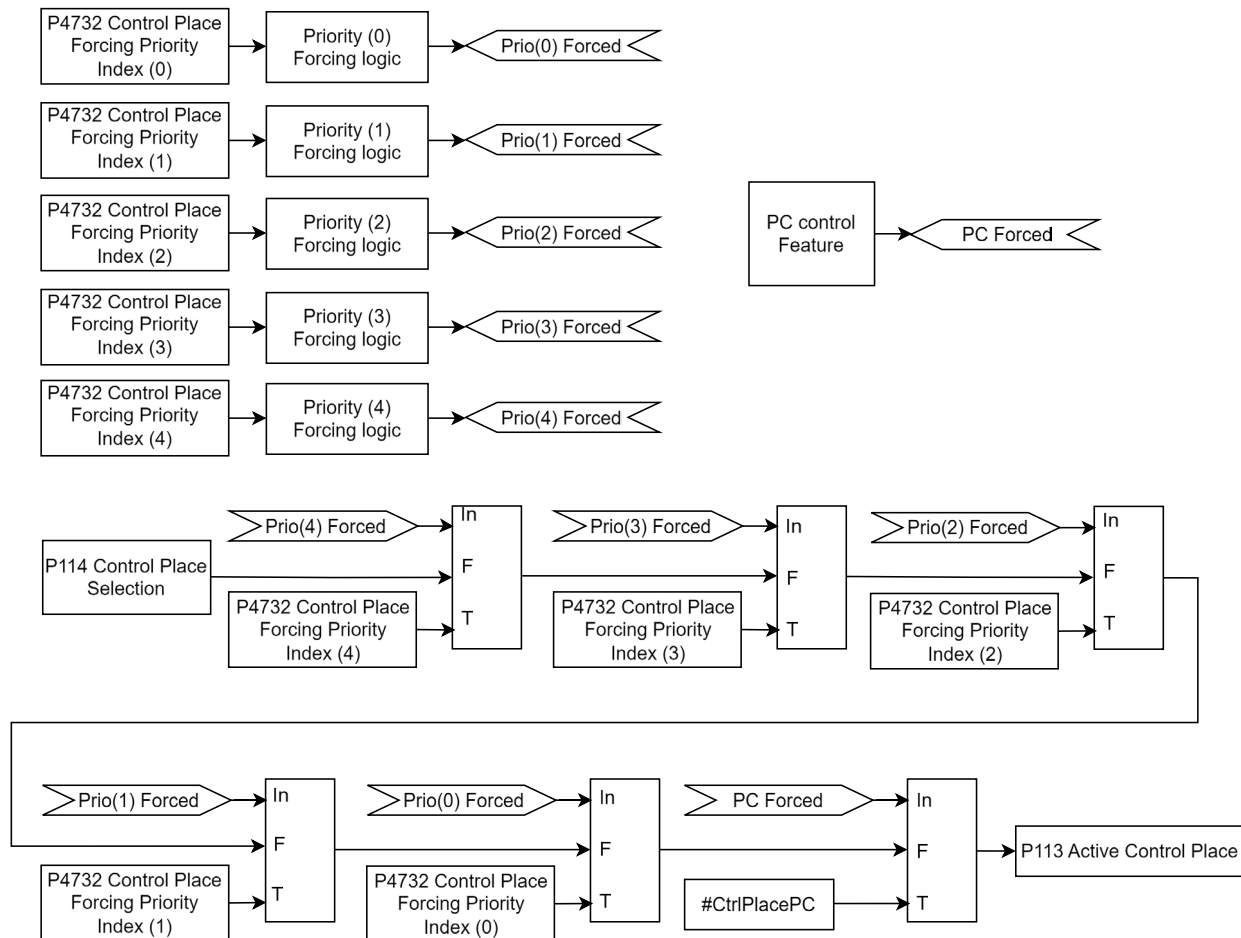 P4732 Control Place
Forcing Priority
Index (0)
Priority (0)
Forcing logic
Prio(0) Forced
P4732 Control Place
Forcing Priority
Index (1)
Priority (1)
Forcing logic
Prio(1) Forced
P4732 Control Place
Forcing Priority
Index (2)
Priority (2)
Forcing logic
Prio(2) Forced
PC control
Feature
PC Forced
P4732 Control Place
Forcing Priority
Index (3)
Priority (3)
Forcing logic
Prio(3) Forced
P4732 Control Place
Forcing Priority
Index (4)
Priority (4)
Forcing logic
Prio(4) Forced
P114 Control Place
Selection
Prio(4) Forced
P4732 Control Place
Forcing Priority
Index (4)
In
F
T
Prio(3) Forced
P4732 Control Place
Forcing Priority
Index (3)
In
F
T
Prio(2) Forced
P4732 Control Place
Forcing Priority
Index (2)
In
F
T
Prio(1) Forced
P4732 Control Place
Forcing Priority
Index (1)
In
F
T
Prio(0) Forced
P4732 Control Place
Forcing Priority
Index (0)
In
F
T
PC Forced
#CtrlPlacePC
In
F
T
P113 Active Control Place